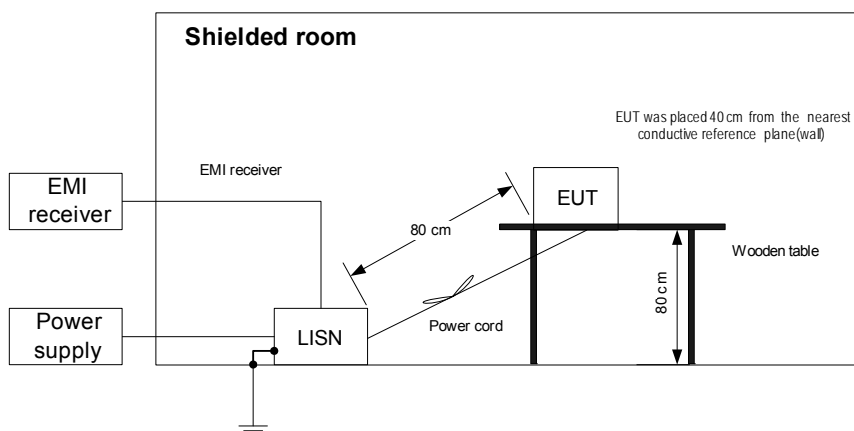 Shielded room
EUT was placed 40 cm from the nearest
conductive reference plane(wall)
EMI receiver
EMI
receiver
EUT
80 cm
Wooden table
80 cm
Power cord
Power
supply
LISN